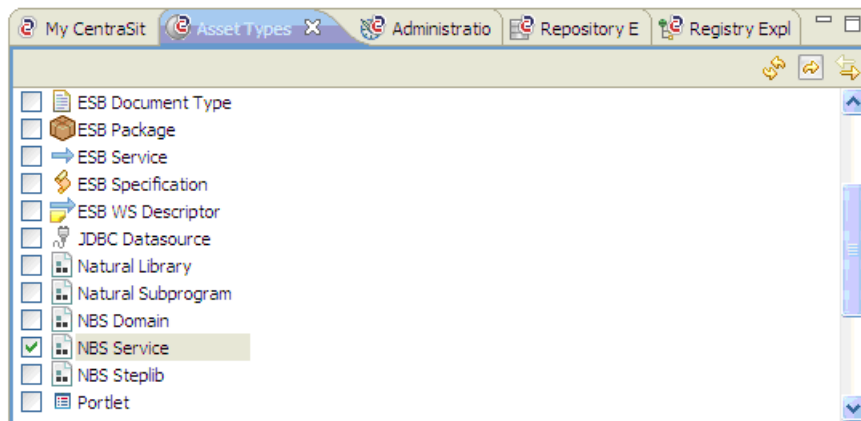 My CentraSit Asset Types Administratio Repository E Registry Expl
ESB Document Type
ESB Package
ESB Service
ESB Specification
ESB WS Descriptor
JDBC Datasource
Natural Library
Natural Subprogram
NBS Domain
NBS Service
NBS Steplib
Portlet